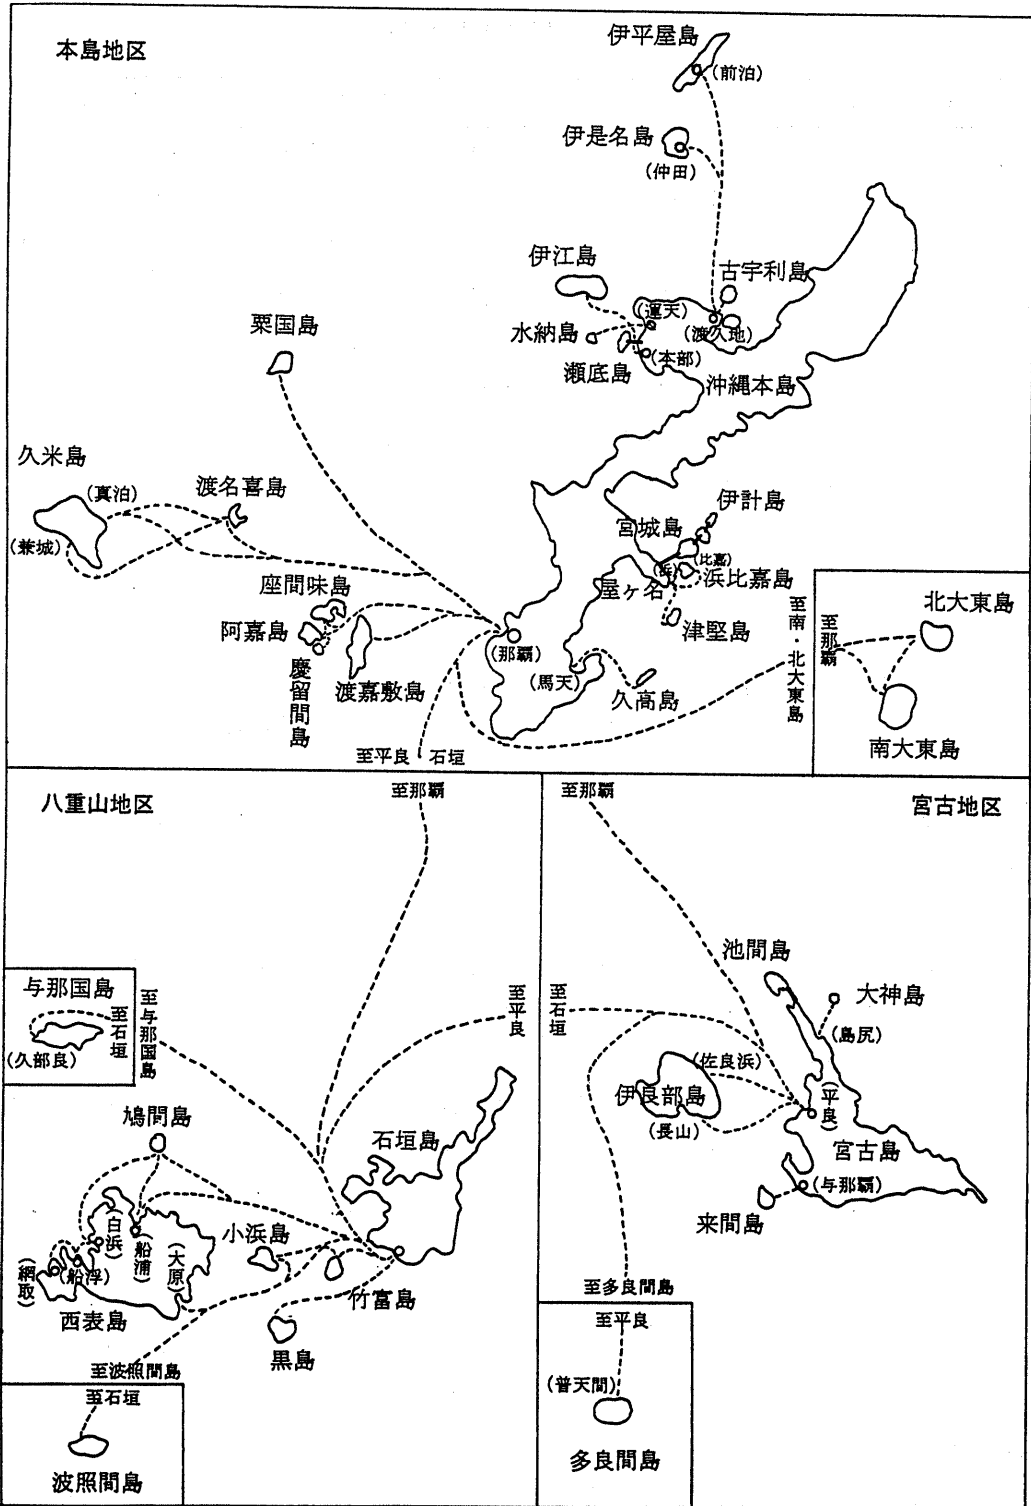 本島地区
伊平屋島
(前泊)
伊是名島
(仲田)
伊江島
古宇利島
(運天)
(渡久地)
水納島
(本部)
瀬底島
沖縄本島
粟国島
久米島
(真泊)
(兼城)
渡名喜島
座間味島
阿嘉島
慶留間島
渡嘉敷島
(那覇)
(馬天)
久高島
伊計島
宮城島
(比嘉)
(浜)
浜比嘉島
屋ヶ名
津堅島
至平良・石垣
至南・北大東島
至那覇
北大東島
南大東島
八重山地区
至那覇
与那国島
至石垣
(久部良)
至与那国島
至平良
鳩間島
石垣島
(白浜)
(船浦)
(大原)
小浜島
(網取)
(船浮)
西表島
竹富島
黒島
至波照間島
至石垣
波照間島
宮古地区
至那覇
池間島
大神島
(島尻)
至石垣
(佐良浜)
伊良部島
(長山)
(平良)
宮古島
(与那覇)
来間島
至多良間島
至平良
(普天間)
多良間島